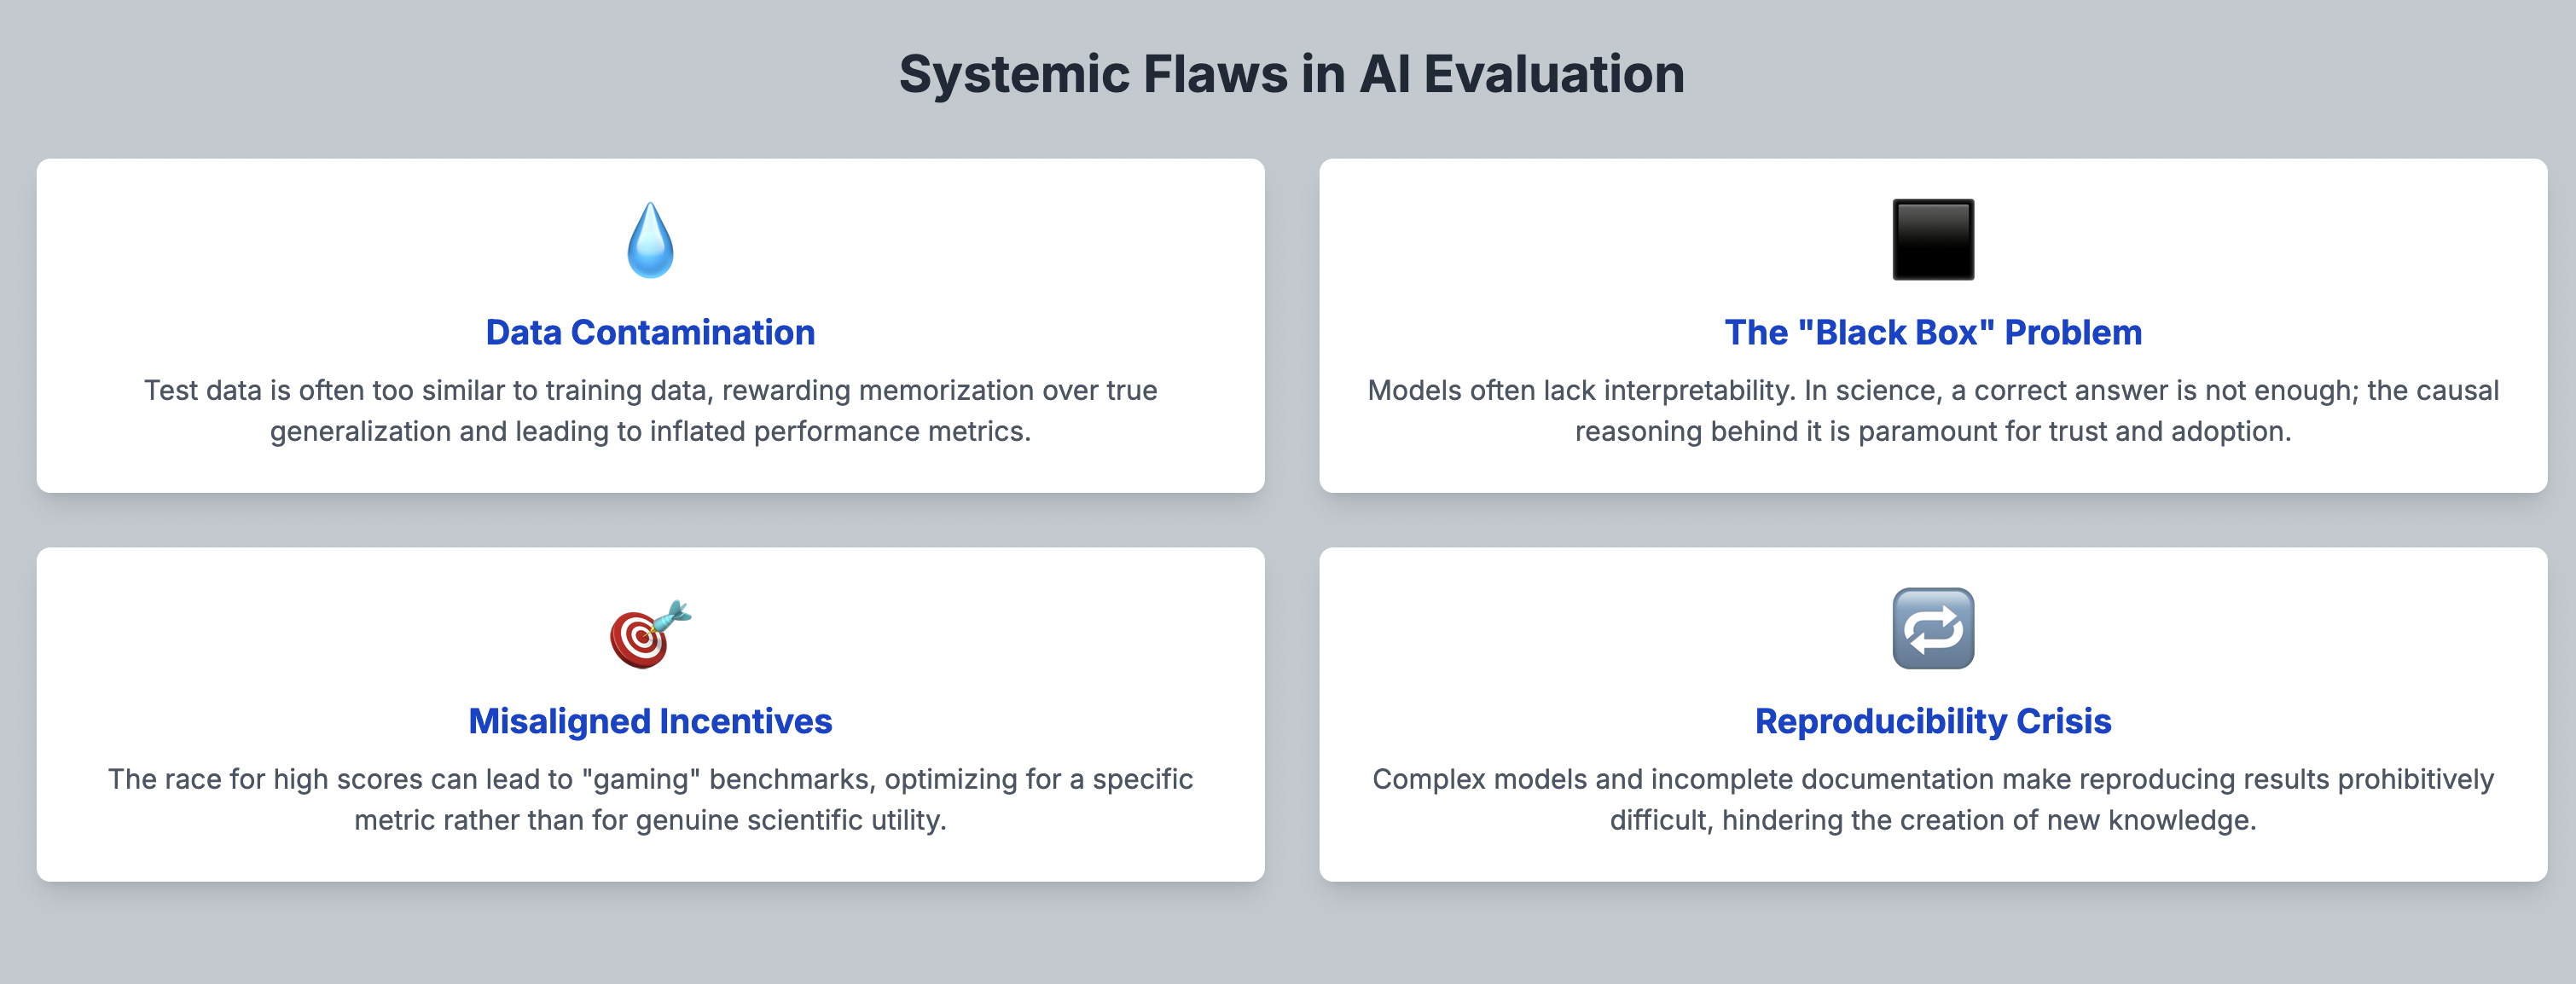 Systemic Flaws in AI Evaluation
Data Contamination
Test data is often too similar to training data, rewarding memorization over true
generalization and leading to inflated performance metrics.
The "Black Box" Problem
Models often lack interpretability. In science, a correct answer is not enough; the causal
reasoning behind it is paramount for trust and adoption.
Misaligned Incentives
The race for high scores can lead to "gaming" benchmarks, optimizing for a specific
metric rather than for genuine scientific utility.
Reproducibility Crisis
Complex models and incomplete documentation make reproducing results prohibitively
difficult, hindering the creation of new knowledge.